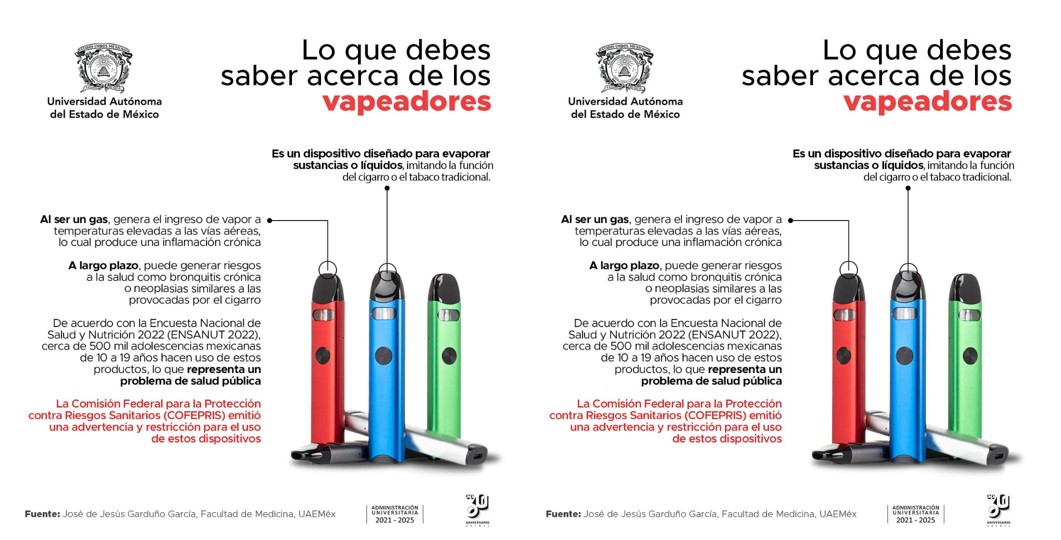 Universidad Autónoma
del Estado de México
Lo que debes
saber acerca de los
vapeadores
Es un dispositivo diseñado para evaporar
sustancias o líquidos, imitando la función
del cigarro o el tabaco tradicional.
Al ser un gas, genera el ingreso de vapor a
temperaturas elevadas a las vías aéreas,
lo cual produce una inflamación crónica
A largo plazo, puede generar riesgos
a la salud como bronquitis crónica
o neoplasias similares a las
provocadas por el cigarro
De acuerdo con la Encuesta Nacional de
Salud y Nutrición 2022 (ENSANUT 2022),
cerca de 500 mil adolescencias mexicanas
de 10 a 19 años hacen uso de estos
productos, lo que representa un
problema de salud pública
La Comisión Federal para la Protección
contra Riesgos Sanitarios (COFEPRIS) emitió
una advertencia y restricción para el uso
de estos dispositivos
Fuente: José de Jesús Garduño García, Facultad de Medicina, UAEMéx
ADMINISTRACIÓN
UNIVERSITARIA
2021 - 2025
ANIVERSARIO
Universidad Autónoma
del Estado de México
Lo que debes
saber acerca de los
vapeadores
Es un dispositivo diseñado para evaporar
sustancias o líquidos, imitando la función
del cigarro o el tabaco tradicional.
Al ser un gas, genera el ingreso de vapor a
temperaturas elevadas a las vías aéreas,
lo cual produce una inflamación crónica
A largo plazo, puede generar riesgos
a la salud como bronquitis crónica
o neoplasias similares a las
provocadas por el cigarro
De acuerdo con la Encuesta Nacional de
Salud y Nutrición 2022 (ENSANUT 2022),
cerca de 500 mil adolescencias mexicanas
de 10 a 19 años hacen uso de estos
productos, lo que representa un
problema de salud pública
La Comisión Federal para la Protección
contra Riesgos Sanitarios (COFEPRIS) emitió
una advertencia y restricción para el uso
de estos dispositivos
Fuente: José de Jesús Garduño García, Facultad de Medicina, UAEMéx
ADMINISTRACIÓN
UNIVERSITARIA
2021 - 2025
ANIVERSARIO